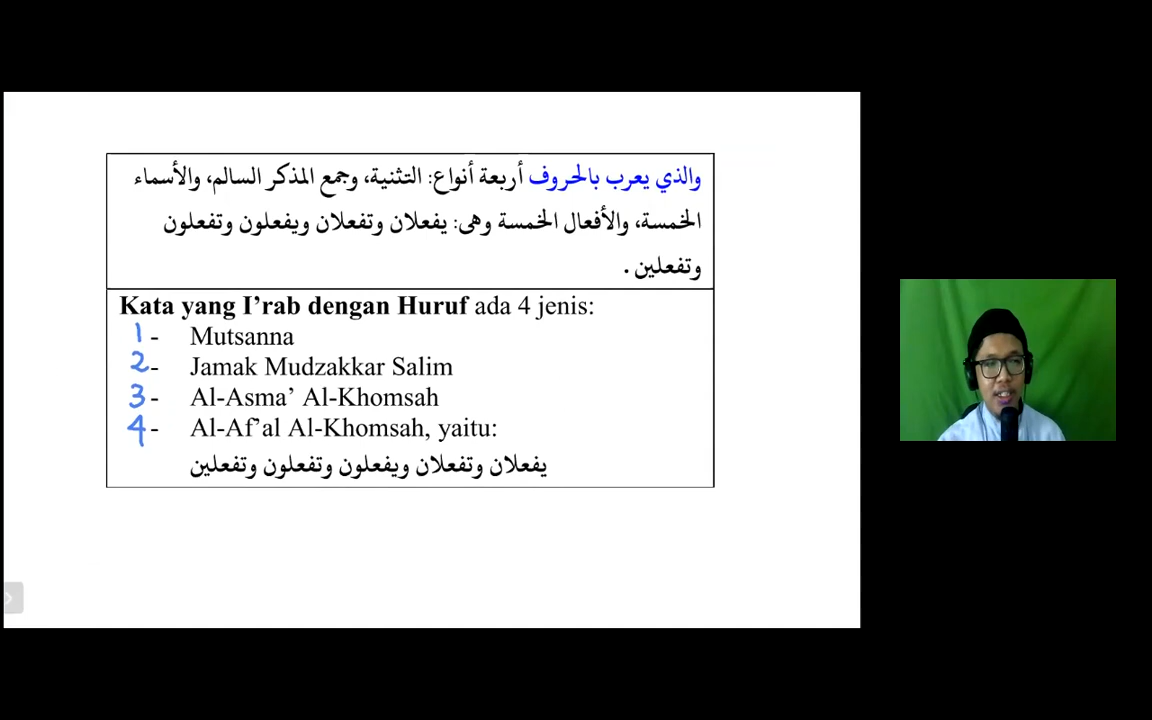 والذي يعرب بالحروف أربعة أنواع: التثنية، وجمع المذكر السالم، والأسماء
الخمسة، والأفعال الخمسة وهى: يفعلان وتفعلان ويفعلون وتفعلون
وتفعلين .
Kata yang I’rab dengan Huruf ada 4 jenis:
1 - Mutsanna
2 - Jamak Mudzakkar Salim
3 - Al-Asma’ Al-Khomsah
4 - Al-Af’al Al-Khomsah, yaitu:
يفعلان وتفعلان ويفعلون وتفعلون وتفعلين